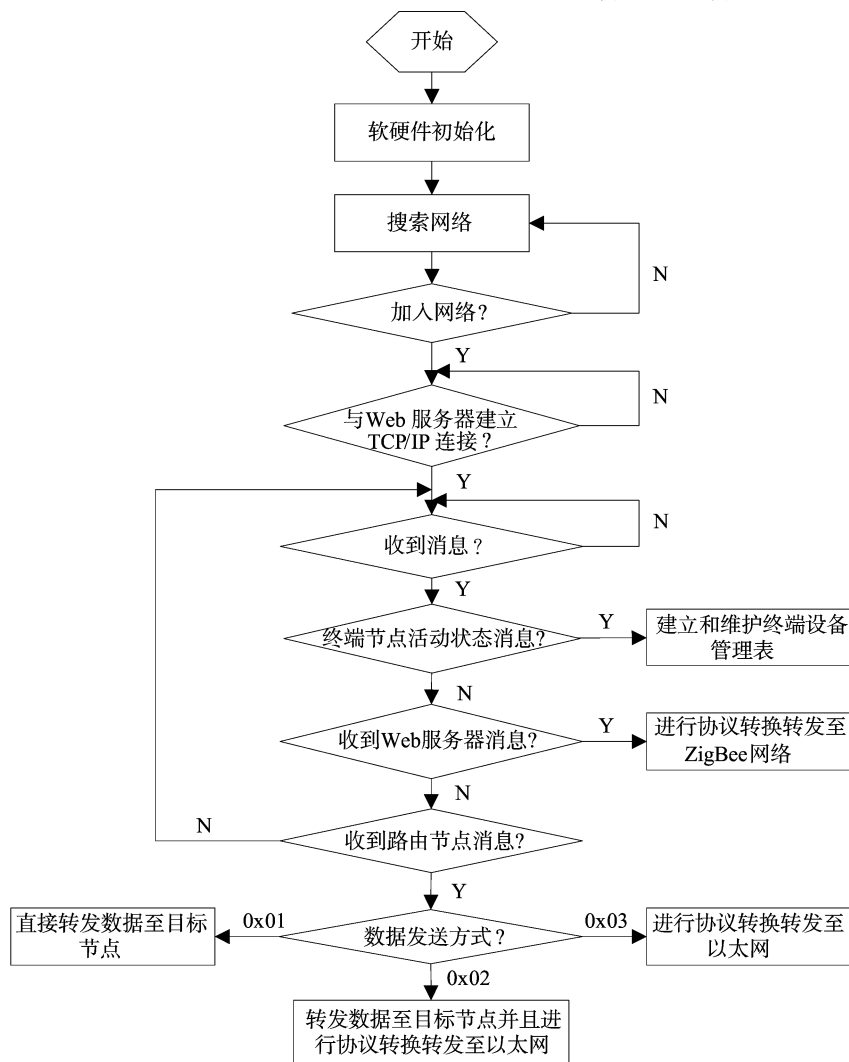 开始
软硬件初始化
搜索网络
N
加入网络？
Y
与Web 服务器建立
TCP/IP 连接？
N
Y
收到消息？
N
Y
终端节点活动状态消息？
Y
建立和维护终端设备
管理表
N
收到Web服务器消息？
Y
进行协议转换转发至
ZigBee网络
N
N
收到路由节点消息？
Y
直接转发数据至目标
节点
0x01
数据发送方式？
0x03
进行协议转换转发至
以太网
0x02
转发数据至目标节点并且进
行协议转换转发至以太网